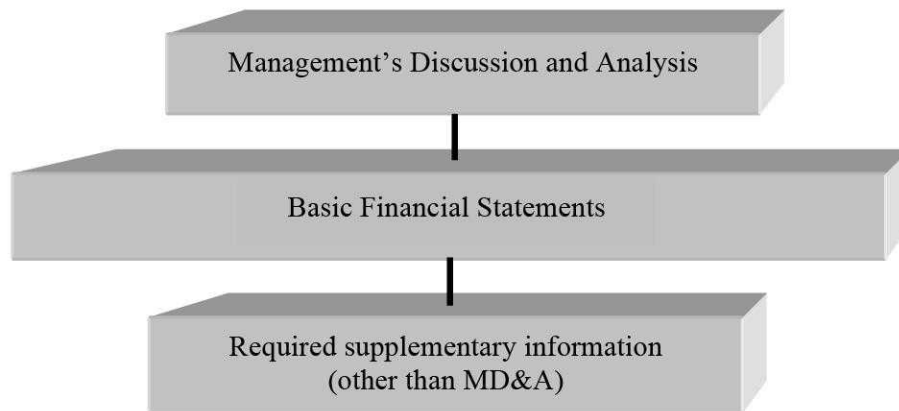 Management’s Discussion and Analysis
Basic Financial Statements
Required supplementary information
(other than MD&A)